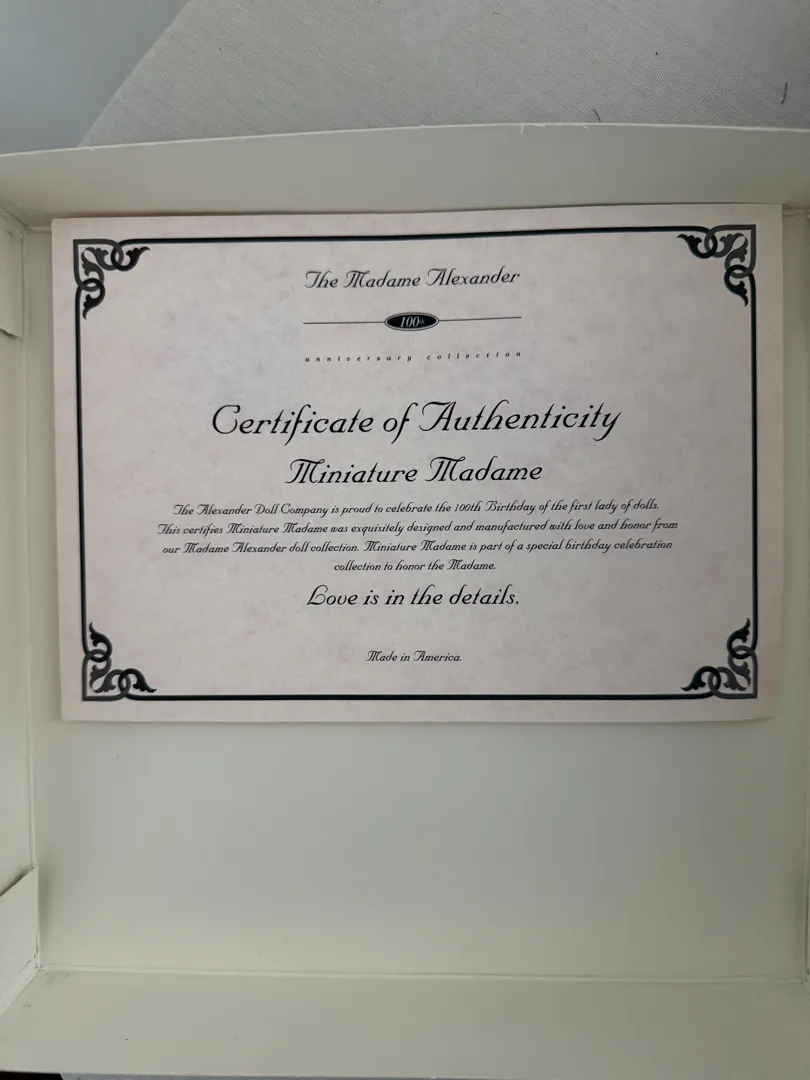 The Madame Alexander
100th
anniversary collection
Certificate of Authenticity
Miniature Madame
The Alexander Doll Company is proud to celebrate the 100th Birthday of the first lady of dolls.
This certifies Miniature Madame was exquisitely designed and manufactured with love and honor from
our Madame Alexander doll collection. Miniature Madame is part of a special birthday celebration
collection to honor the Madame.
Love is in the details.
Made in America.